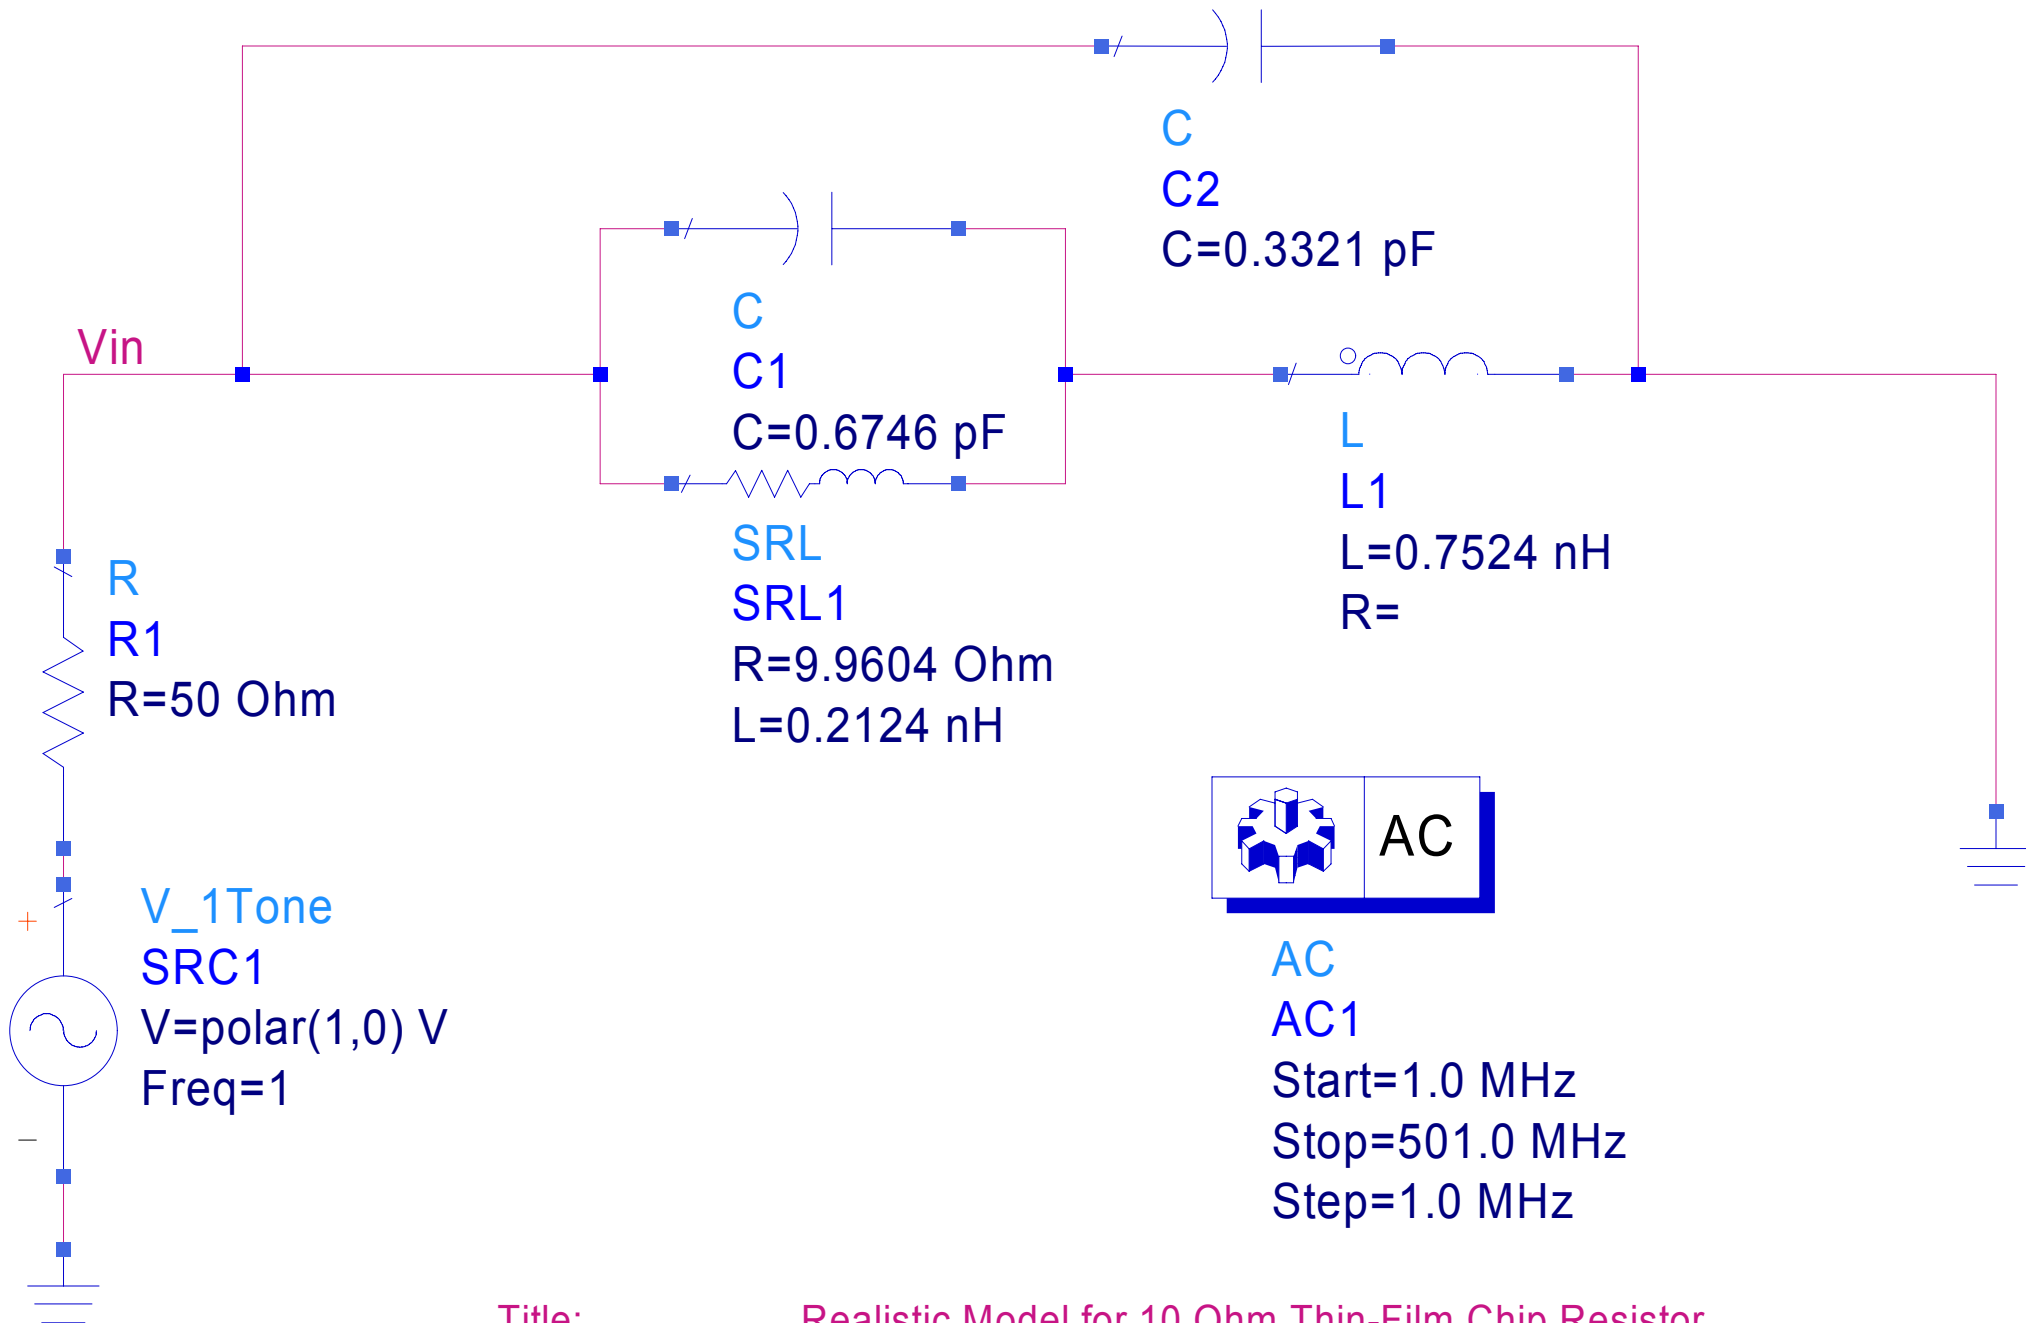 C
C2
C=0.3321 pF
C
C1
C=0.6746 pF
Vin
L
L1
L=0.7524 nH
R=
SRL
SRL1
R=9.9604 Ohm
L=0.2124 nH
R
R1
R=50 Ohm
AC
V_1Tone
SRC1
V=polar(1,0) V
Freq=1
+
−
AC
AC1
Start=1.0 MHz
Stop=501.0 MHz
Step=1.0 MHz
Title: Realistic Model for 10 Ohm Thin-Film Chip Resistor